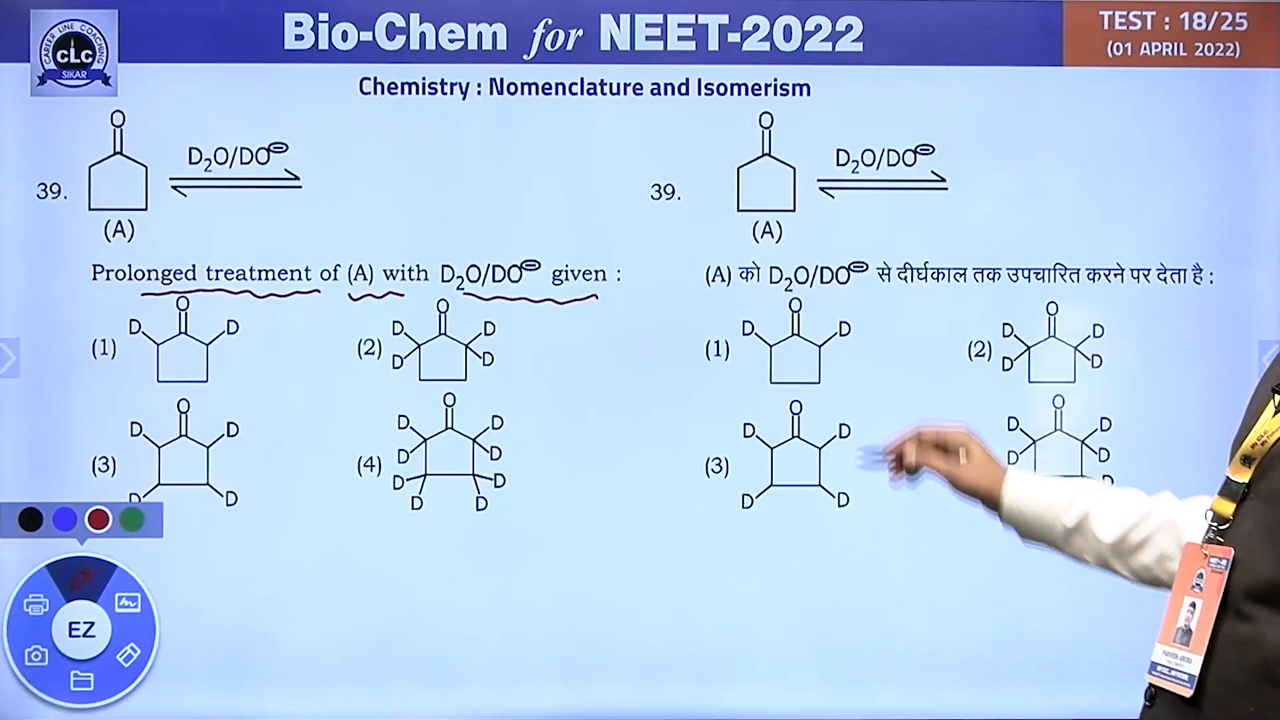 CAREER LINE COACHING
CLC
SIKAR
Bio-Chem for NEET-2022
TEST : 18/25
(01 APRIL 2022)
Chemistry : Nomenclature and Isomerism
39.
O
D₂O/DO⊖
(A)
Prolonged treatment of (A) with D₂O/DO⊖ given :
(1)
O
D
D
(2)
O
D
D
D
D
(3)
O
D
D
D
D
(4)
O
D
D
D
D
D
D
D
D
39.
O
D₂O/DO⊖
(A)
(A) को D₂O/DO⊖ से दीर्घकाल तक उपचारित करने पर देता है :
(1)
O
D
D
(2)
O
D
D
D
D
(3)
O
D
D
D
D
O
D
D
D
D
D
EZ